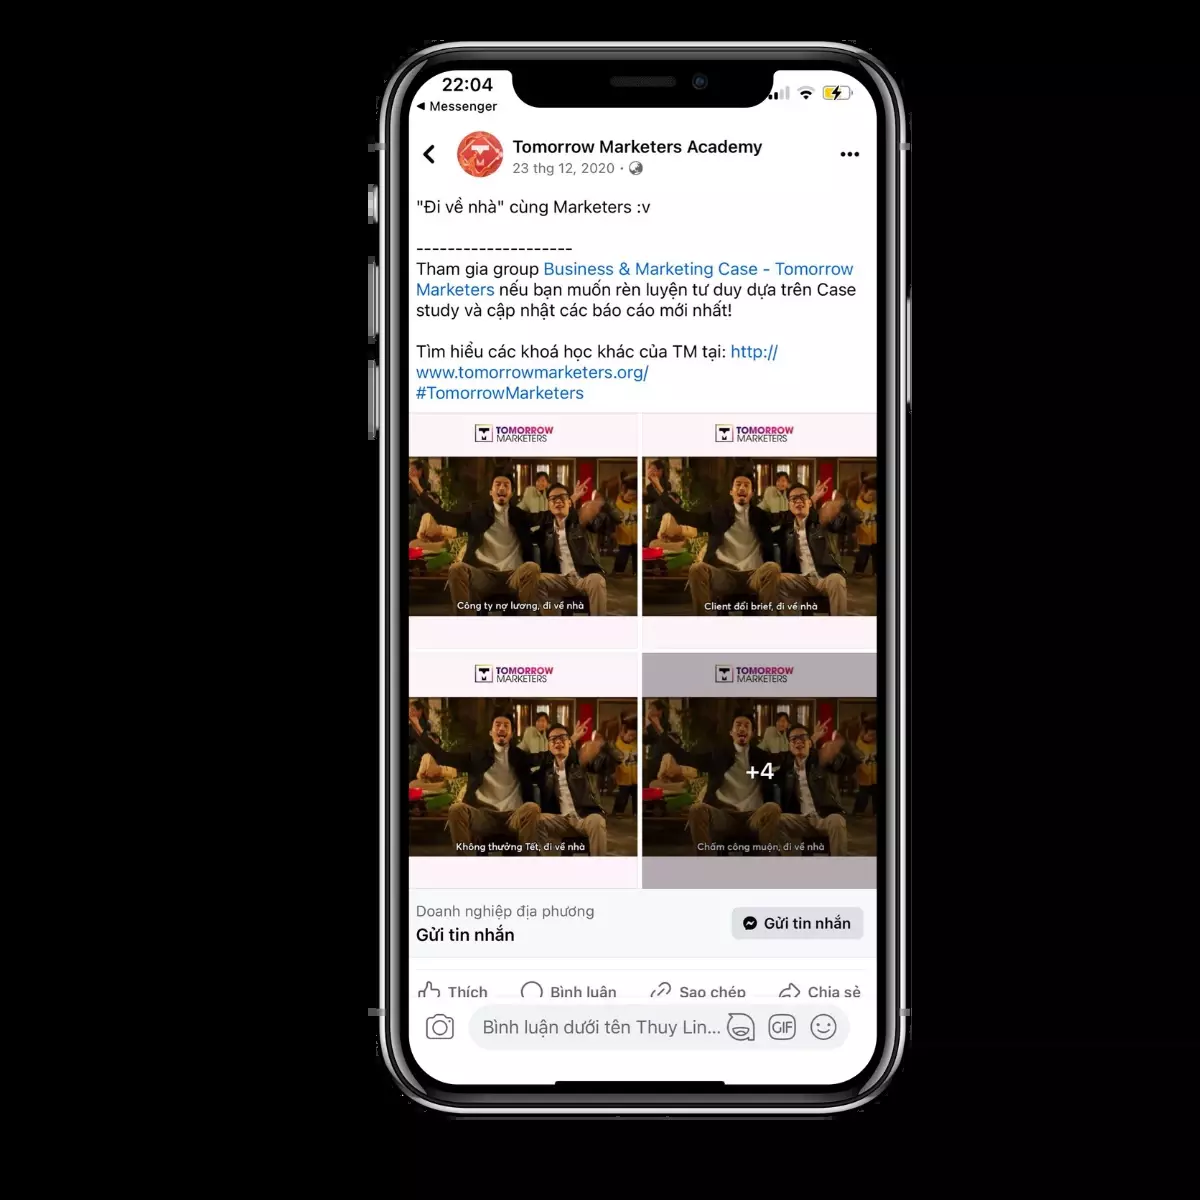 22:04
◀ Messenger
Tomorrow Marketers Academy
23 thg 12, 2020 ·
"Đi về nhà" cùng Marketers :v
--------------------
Tham gia group Business & Marketing Case - Tomorrow
Marketers nếu bạn muốn rèn luyện tư duy dựa trên Case
study và cập nhật các báo cáo mới nhất!
Tìm hiểu các khoá học khác của TM tại: http://
www.tomorrowmarketers.org/
#TomorrowMarketers
TOMORROW
MARKETERS
Công ty nợ lương, đi về nhà
TOMORROW
MARKETERS
Client đổi brief, đi về nhà
TOMORROW
MARKETERS
Không thưởng Tết, đi về nhà
TOMORROW
MARKETERS
+4
Chấm công muộn, đi về nhà
Doanh nghiệp địa phương
Gửi tin nhắn
Gửi tin nhắn
Thích
Bình luận
Sao chép
Chia sẻ
Bình luận dưới tên Thuy Lin...
GIF